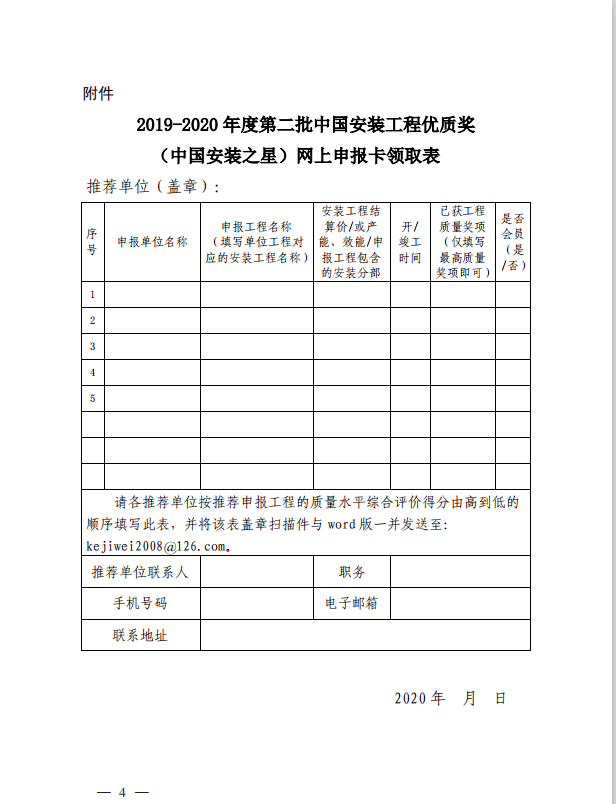 附件
2019-2020 年度第二批中国安装工程优质奖
（中国安装之星）网上申报卡领取表
推荐单位（盖章）：
序
号
申报单位名称
申报工程名称
（填写单位工程对
应的安装工程名称）
安装工程结
算价/或产
能、效能/申
报工程包含
的安装分部
开/
竣工
时间
已获工程
质量奖项
（仅填写
最高质量
奖项即可）
是否
会员
（是
/否）
1
2
3
4
5
请各推荐单位按推荐申报工程的质量水平综合评价得分由高到低的
顺序填写此表，并将该表盖章扫描件与 word 版一并发送至：
kejiwei2008@126.com。
推荐单位联系人
职务
手机号码
电子邮箱
联系地址
2020 年 月 日
— 4 —